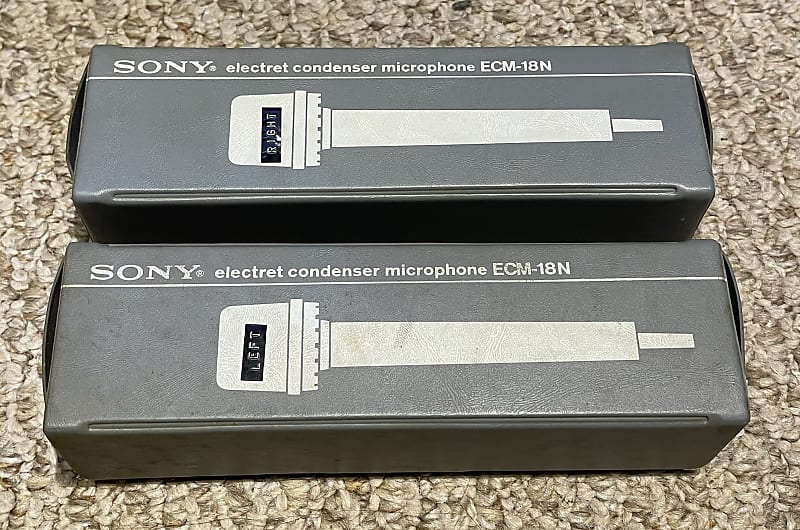 SONY® electret condenser microphone ECM-18N
RIGHT
SONY® electret condenser microphone ECM-18N
LEFT